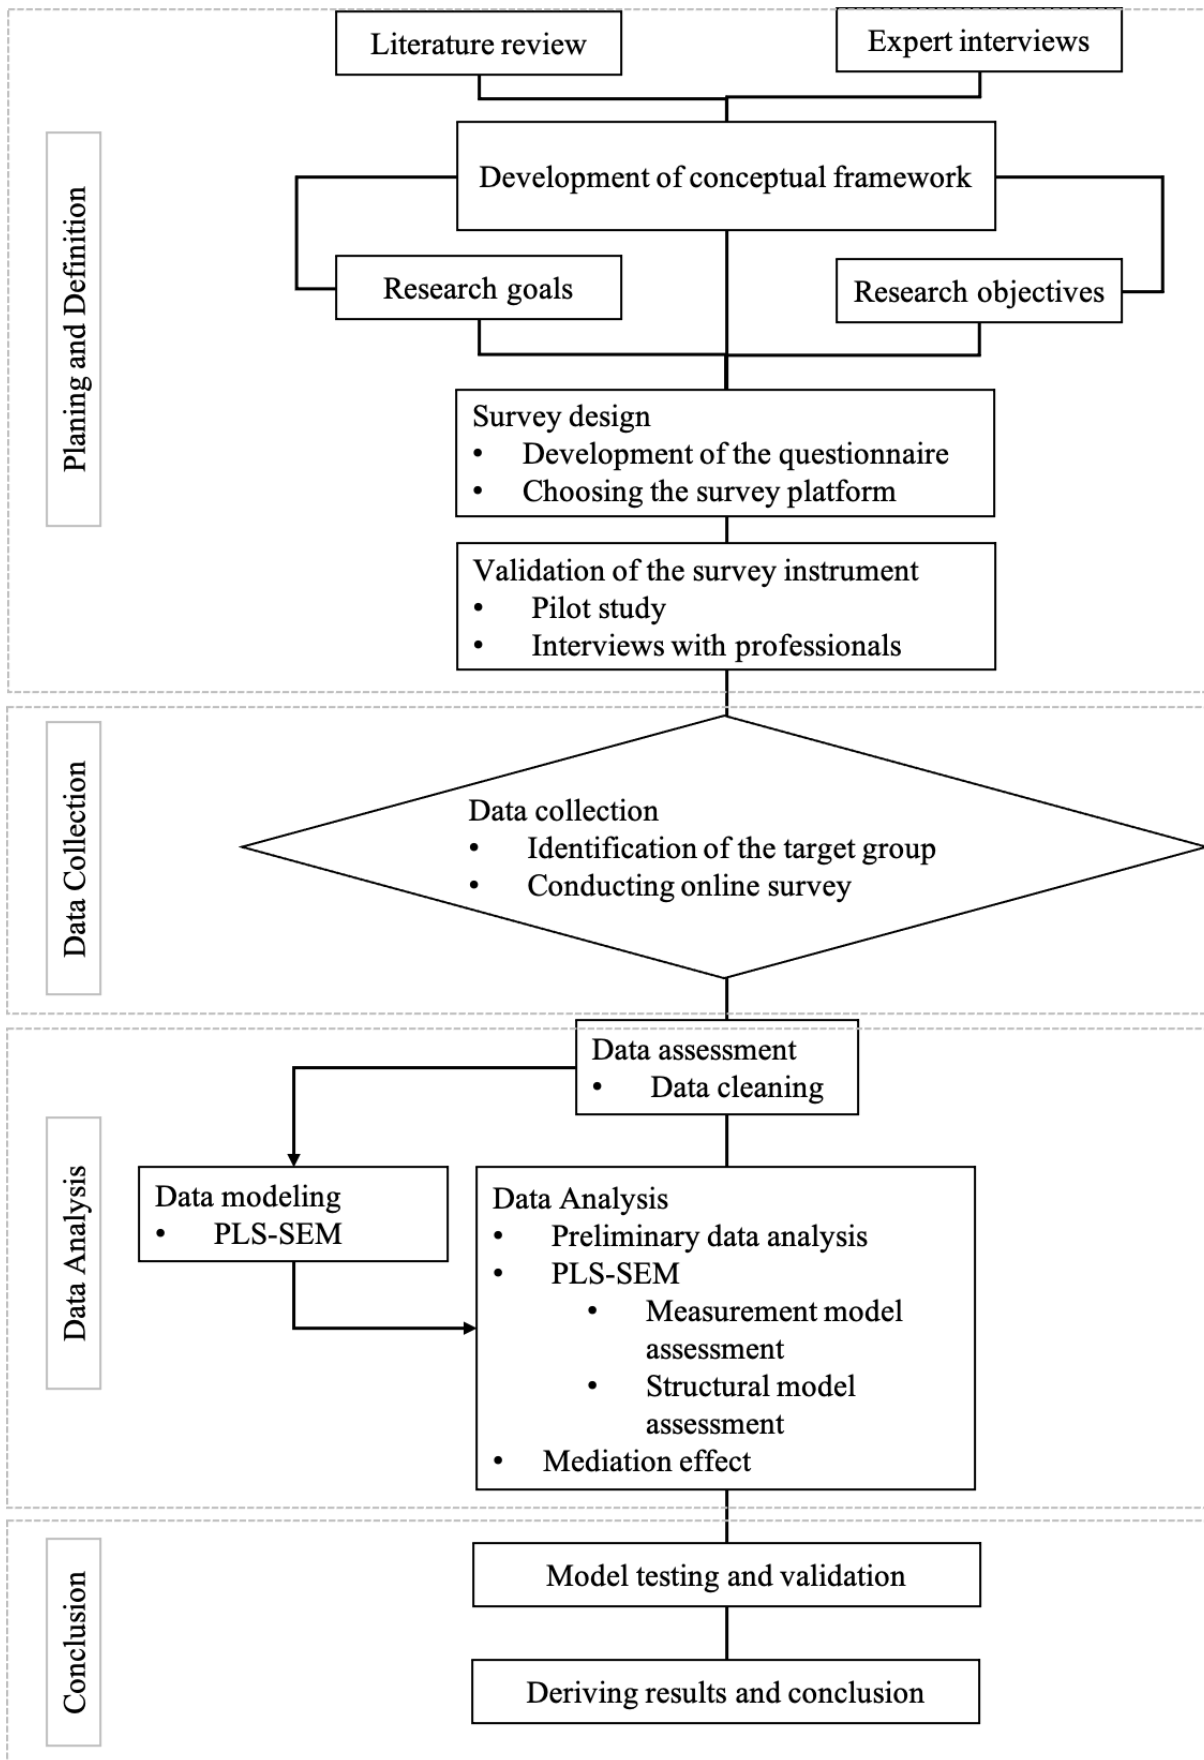 Literature review
Expert interviews
Planing and Definition
Development of conceptual framework
Research goals
Research objectives
Survey design
• Development of the questionnaire
• Choosing the survey platform
Validation of the survey instrument
• Pilot study
• Interviews with professionals
Data Collection
Data collection
• Identification of the target group
• Conducting online survey
Data Analysis
Data assessment
• Data cleaning
Data modeling
• PLS-SEM
Data Analysis
• Preliminary data analysis
• PLS-SEM
• Measurement model
assessment
• Structural model
assessment
• Mediation effect
Conclusion
Model testing and validation
Deriving results and conclusion